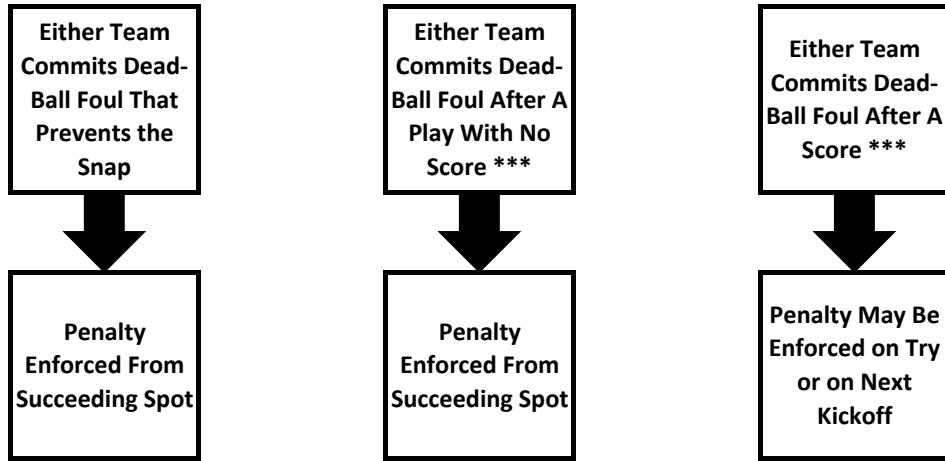 Either Team
Commits Dead-
Ball Foul That
Prevents the
Snap
Either Team
Commits Dead-
Ball Foul After A
Play With No
Score ***
Either Team
Commits Dead-
Ball Foul After A
Score ***
Penalty
Enforced From
Succeeding Spot
Penalty
Enforced From
Succeeding Spot
Penalty May Be
Enforced on Try
or on Next
Kickoff